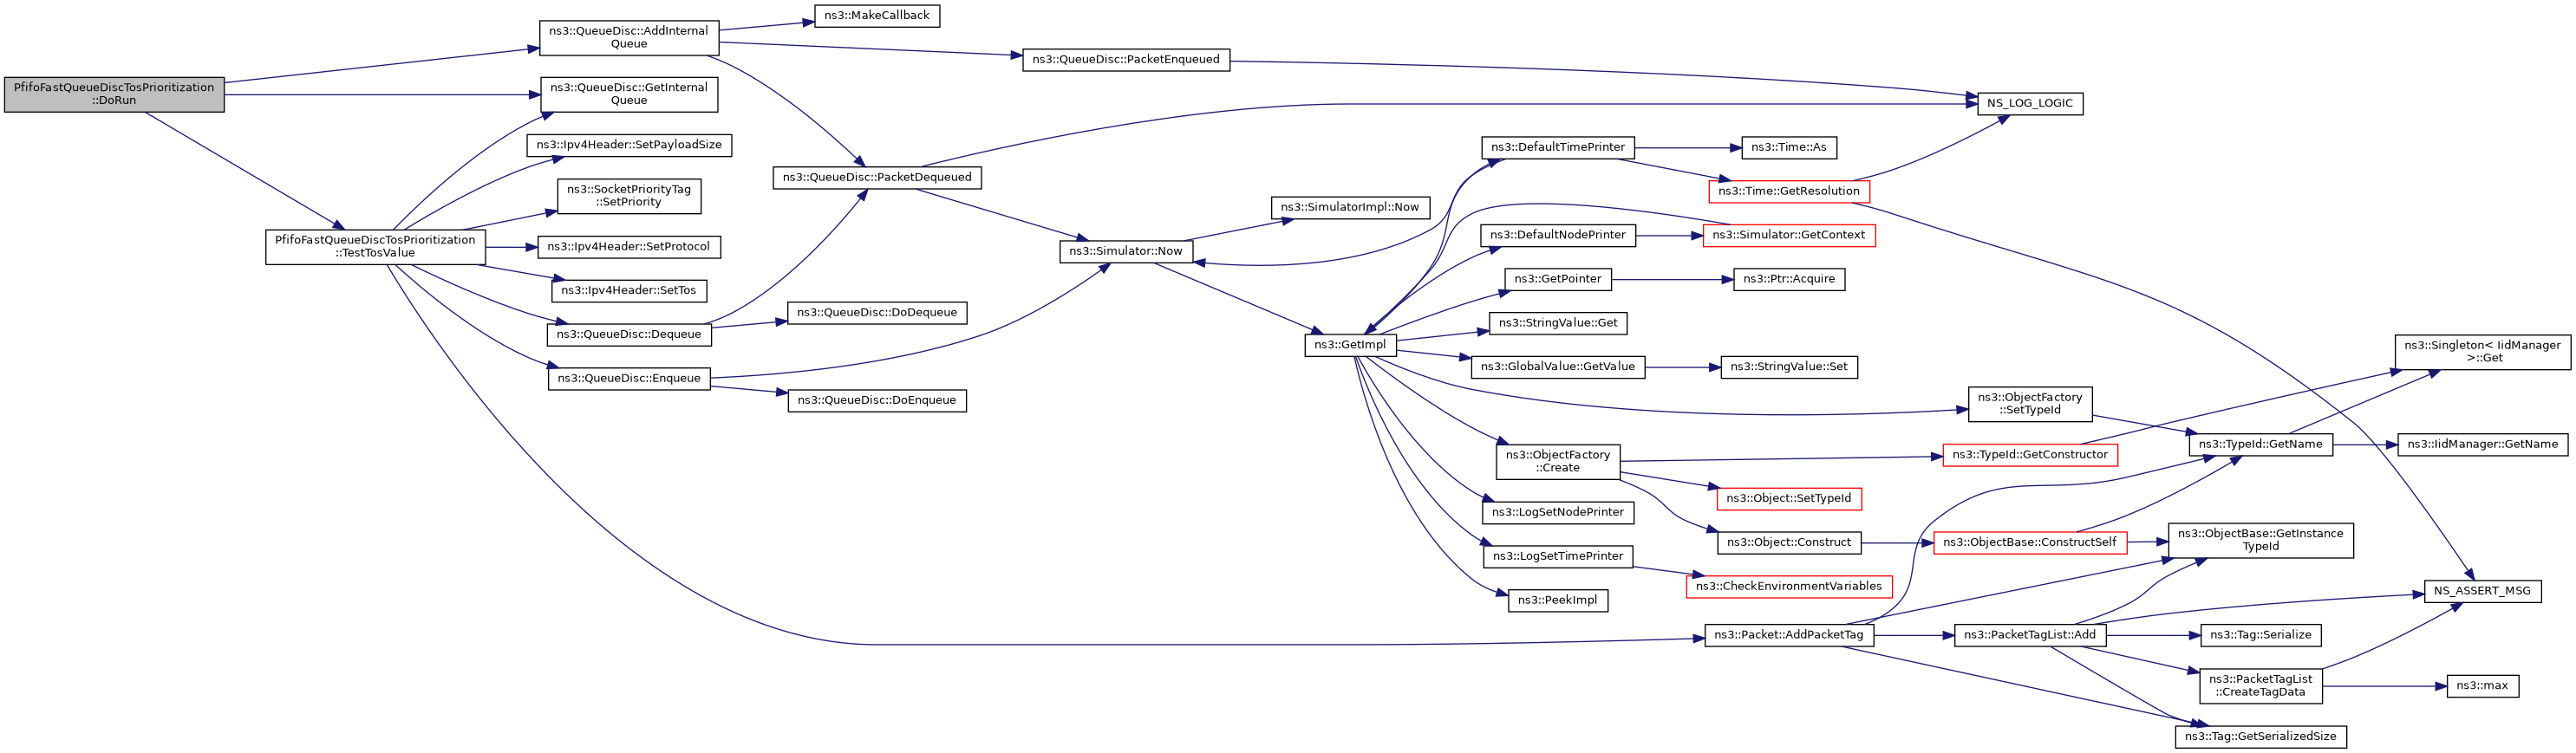 PfifoFastQueueDiscTosPrioritization
::DoRun
ns3::QueueDisc::AddInternal
Queue
ns3::QueueDisc::GetInternal
Queue
PfifoFastQueueDiscTosPrioritization
::TestTosValue
ns3::Ipv4Header::SetPayloadSize
ns3::SocketPriorityTag
::SetPriority
ns3::Ipv4Header::SetProtocol
ns3::Ipv4Header::SetTos
ns3::QueueDisc::Dequeue
ns3::QueueDisc::Enqueue
ns3::MakeCallback
ns3::QueueDisc::PacketEnqueued
ns3::QueueDisc::PacketDequeued
ns3::QueueDisc::DoDequeue
ns3::QueueDisc::DoEnqueue
ns3::Simulator::Now
ns3::SimulatorImpl::Now
ns3::GetImpl
ns3::DefaultTimePrinter
ns3::DefaultNodePrinter
ns3::GetPointer
ns3::StringValue::Get
ns3::GlobalValue::GetValue
ns3::ObjectFactory
::Create
ns3::LogSetNodePrinter
ns3::LogSetTimePrinter
ns3::PeekImpl
ns3::Time::As
ns3::Time::GetResolution
ns3::Simulator::GetContext
ns3::Ptr::Acquire
ns3::StringValue::Set
ns3::Object::SetTypeId
ns3::Object::Construct
ns3::CheckEnvironmentVariables
ns3::Packet::AddPacketTag
NS_LOG_LOGIC
ns3::ObjectFactory
::SetTypeId
ns3::TypeId::GetConstructor
ns3::ObjectBase::ConstructSelf
ns3::PacketTagList::Add
ns3::TypeId::GetName
ns3::ObjectBase::GetInstance
TypeId
ns3::Tag::Serialize
ns3::PacketTagList
::CreateTagData
ns3::Tag::GetSerializedSize
ns3::Singleton< IidManager
>::Get
ns3::IidManager::GetName
NS_ASSERT_MSG
ns3::max